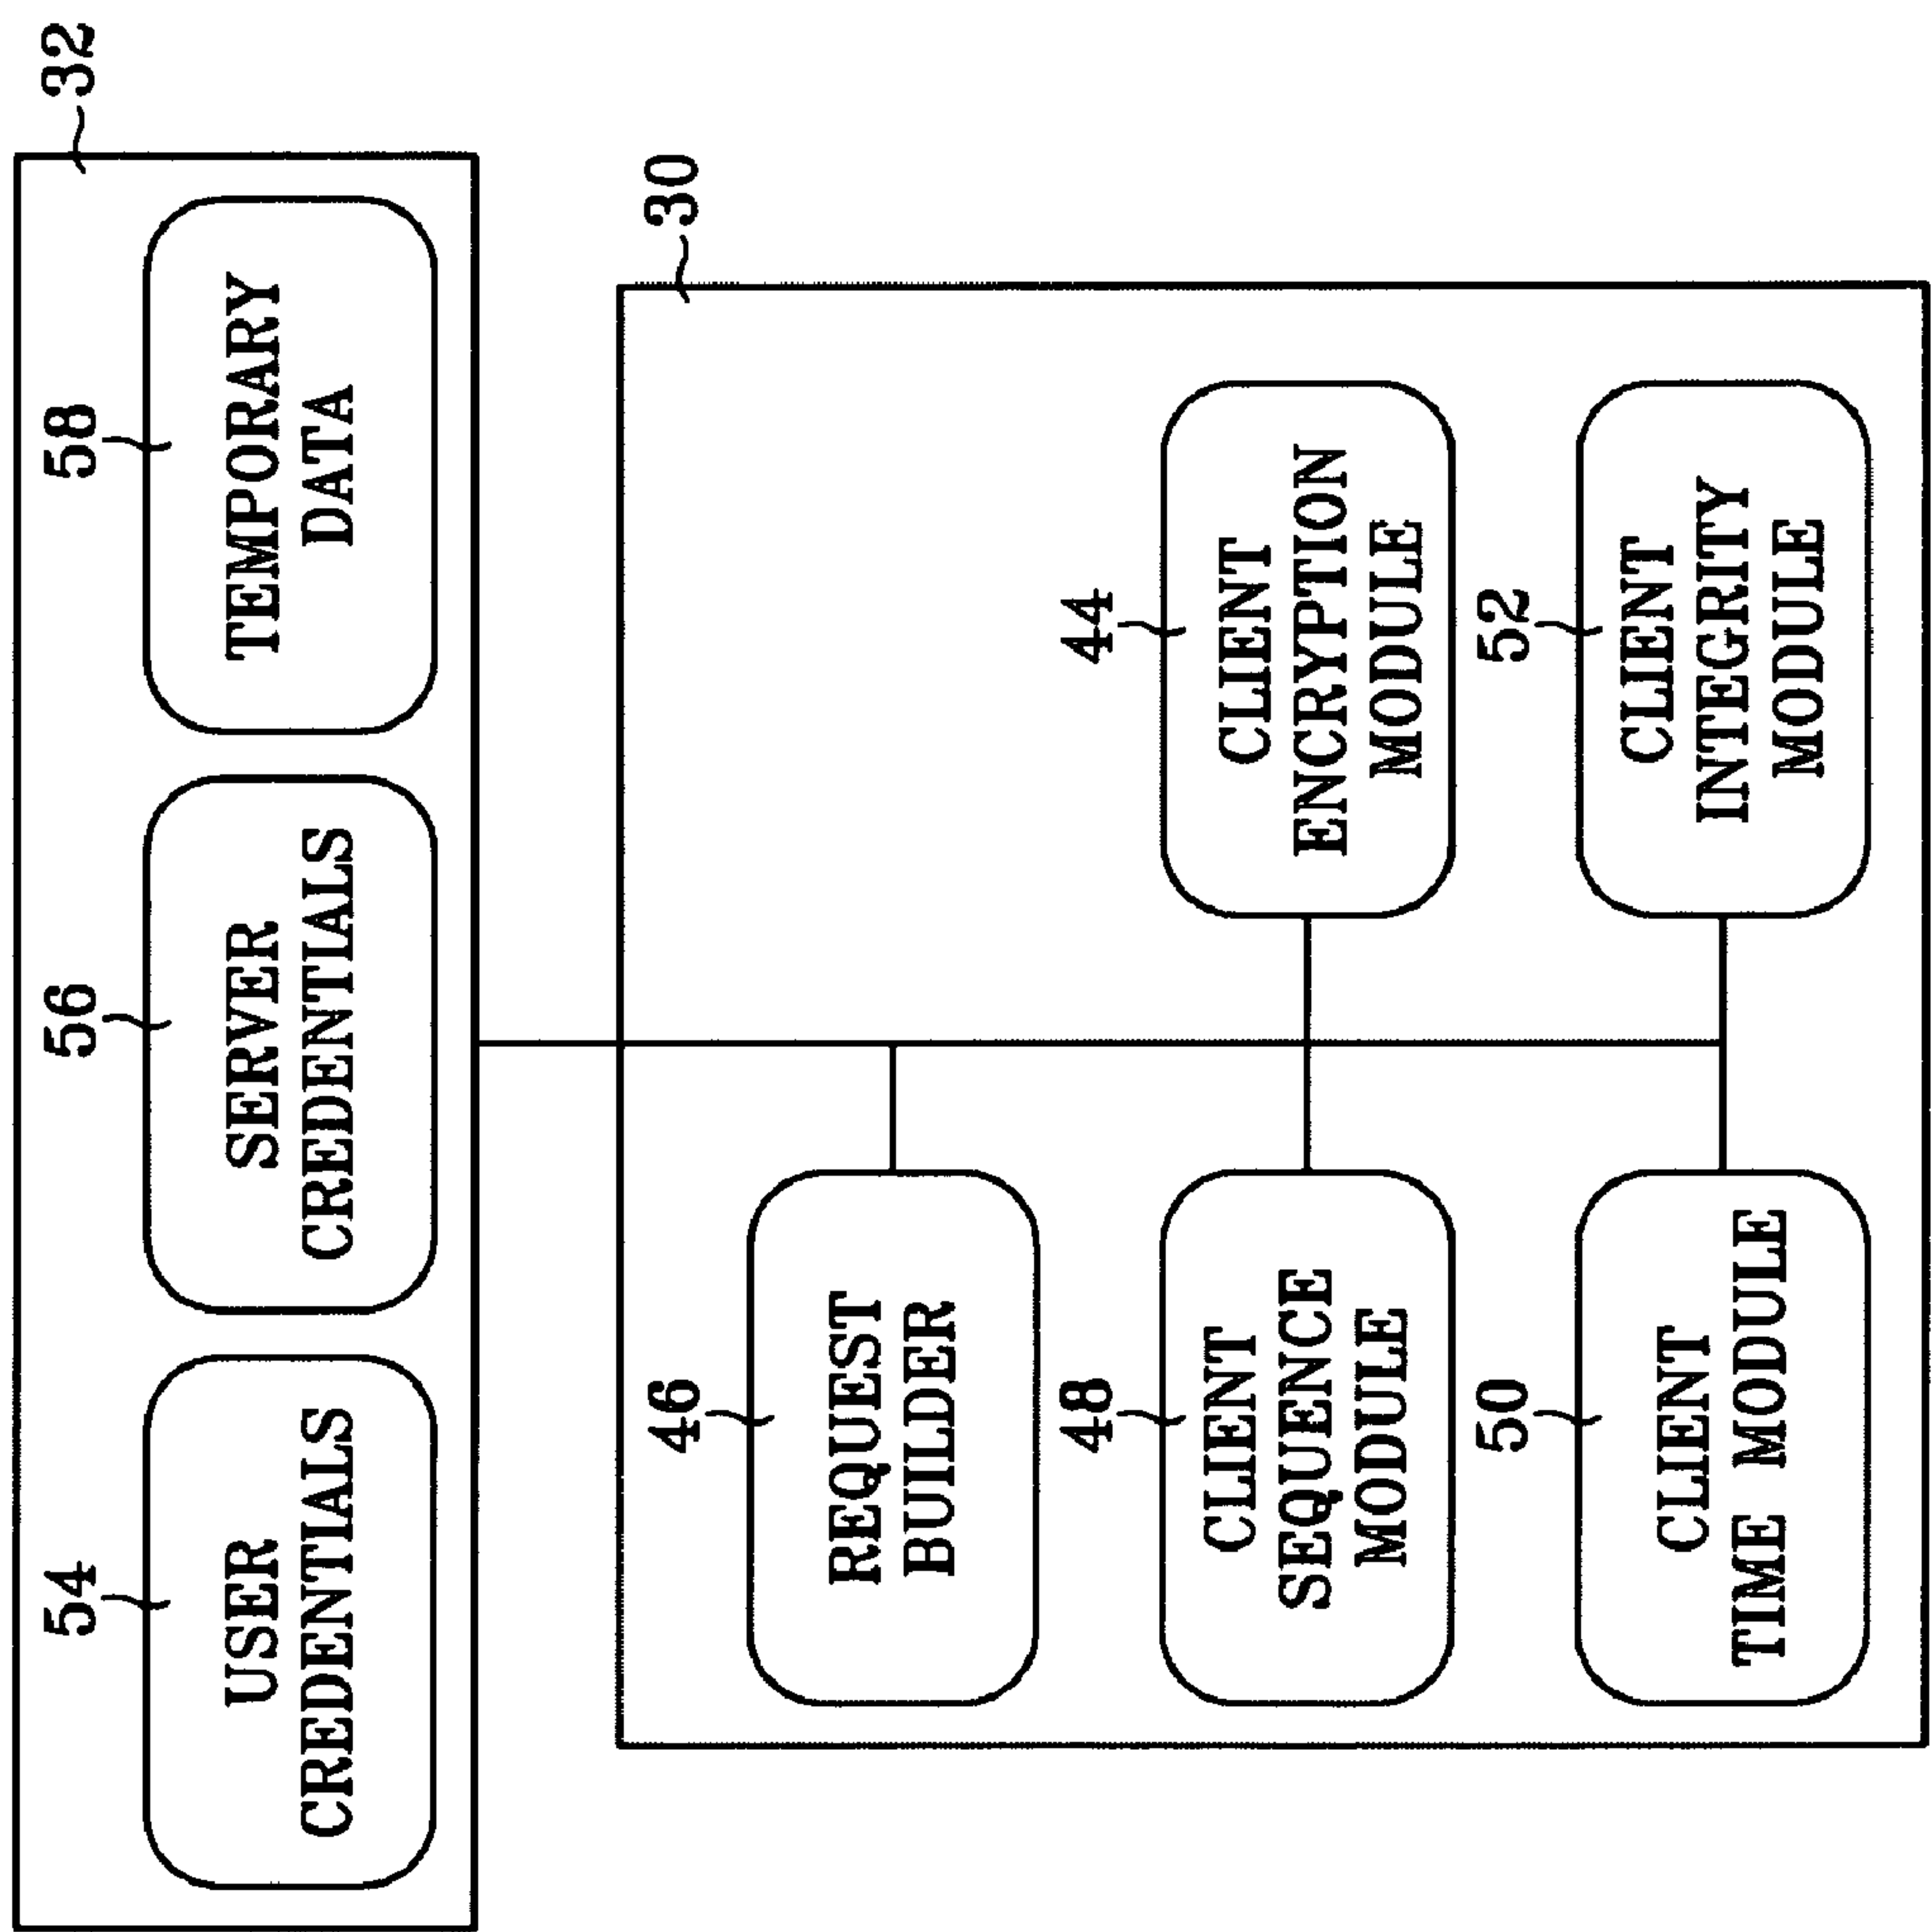 32
54
USER
CREDENTIALS
56
SERVER
CREDENTIALS
58
TEMPORARY
DATA
30
46
REQUEST
BUILDER
44
CLIENT
ENCRYPTION
MODULE
48
CLIENT
SEQUENCE
MODULE
52
CLIENT
INTEGRITY
MODULE
50
CLIENT
TIME MODULE